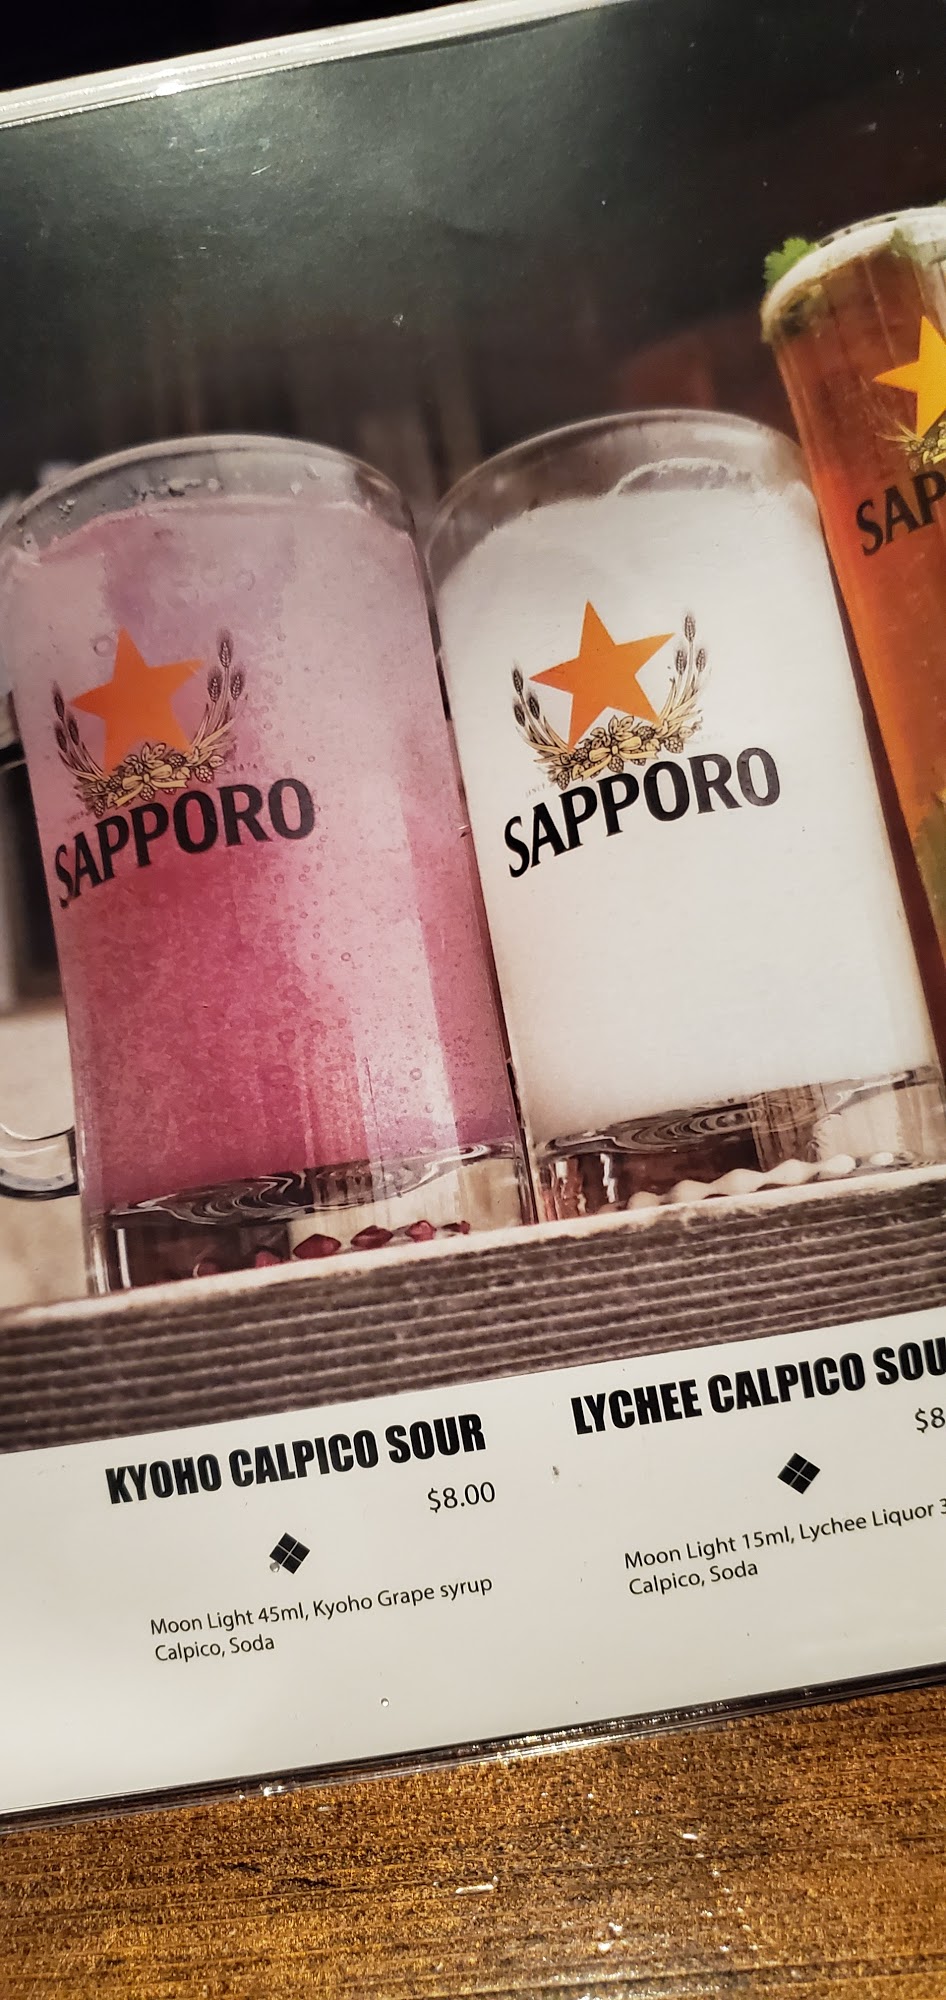 SAPPORO
SAPPORO
SAP
KYOHO CALPICO SOUR
$8.00
Moon Light 45ml, Kyoho Grape syrup
Calpico, Soda
LYCHEE CALPICO SOU
$8
Moon Light 15ml, Lychee Liquor 3
Calpico, Soda